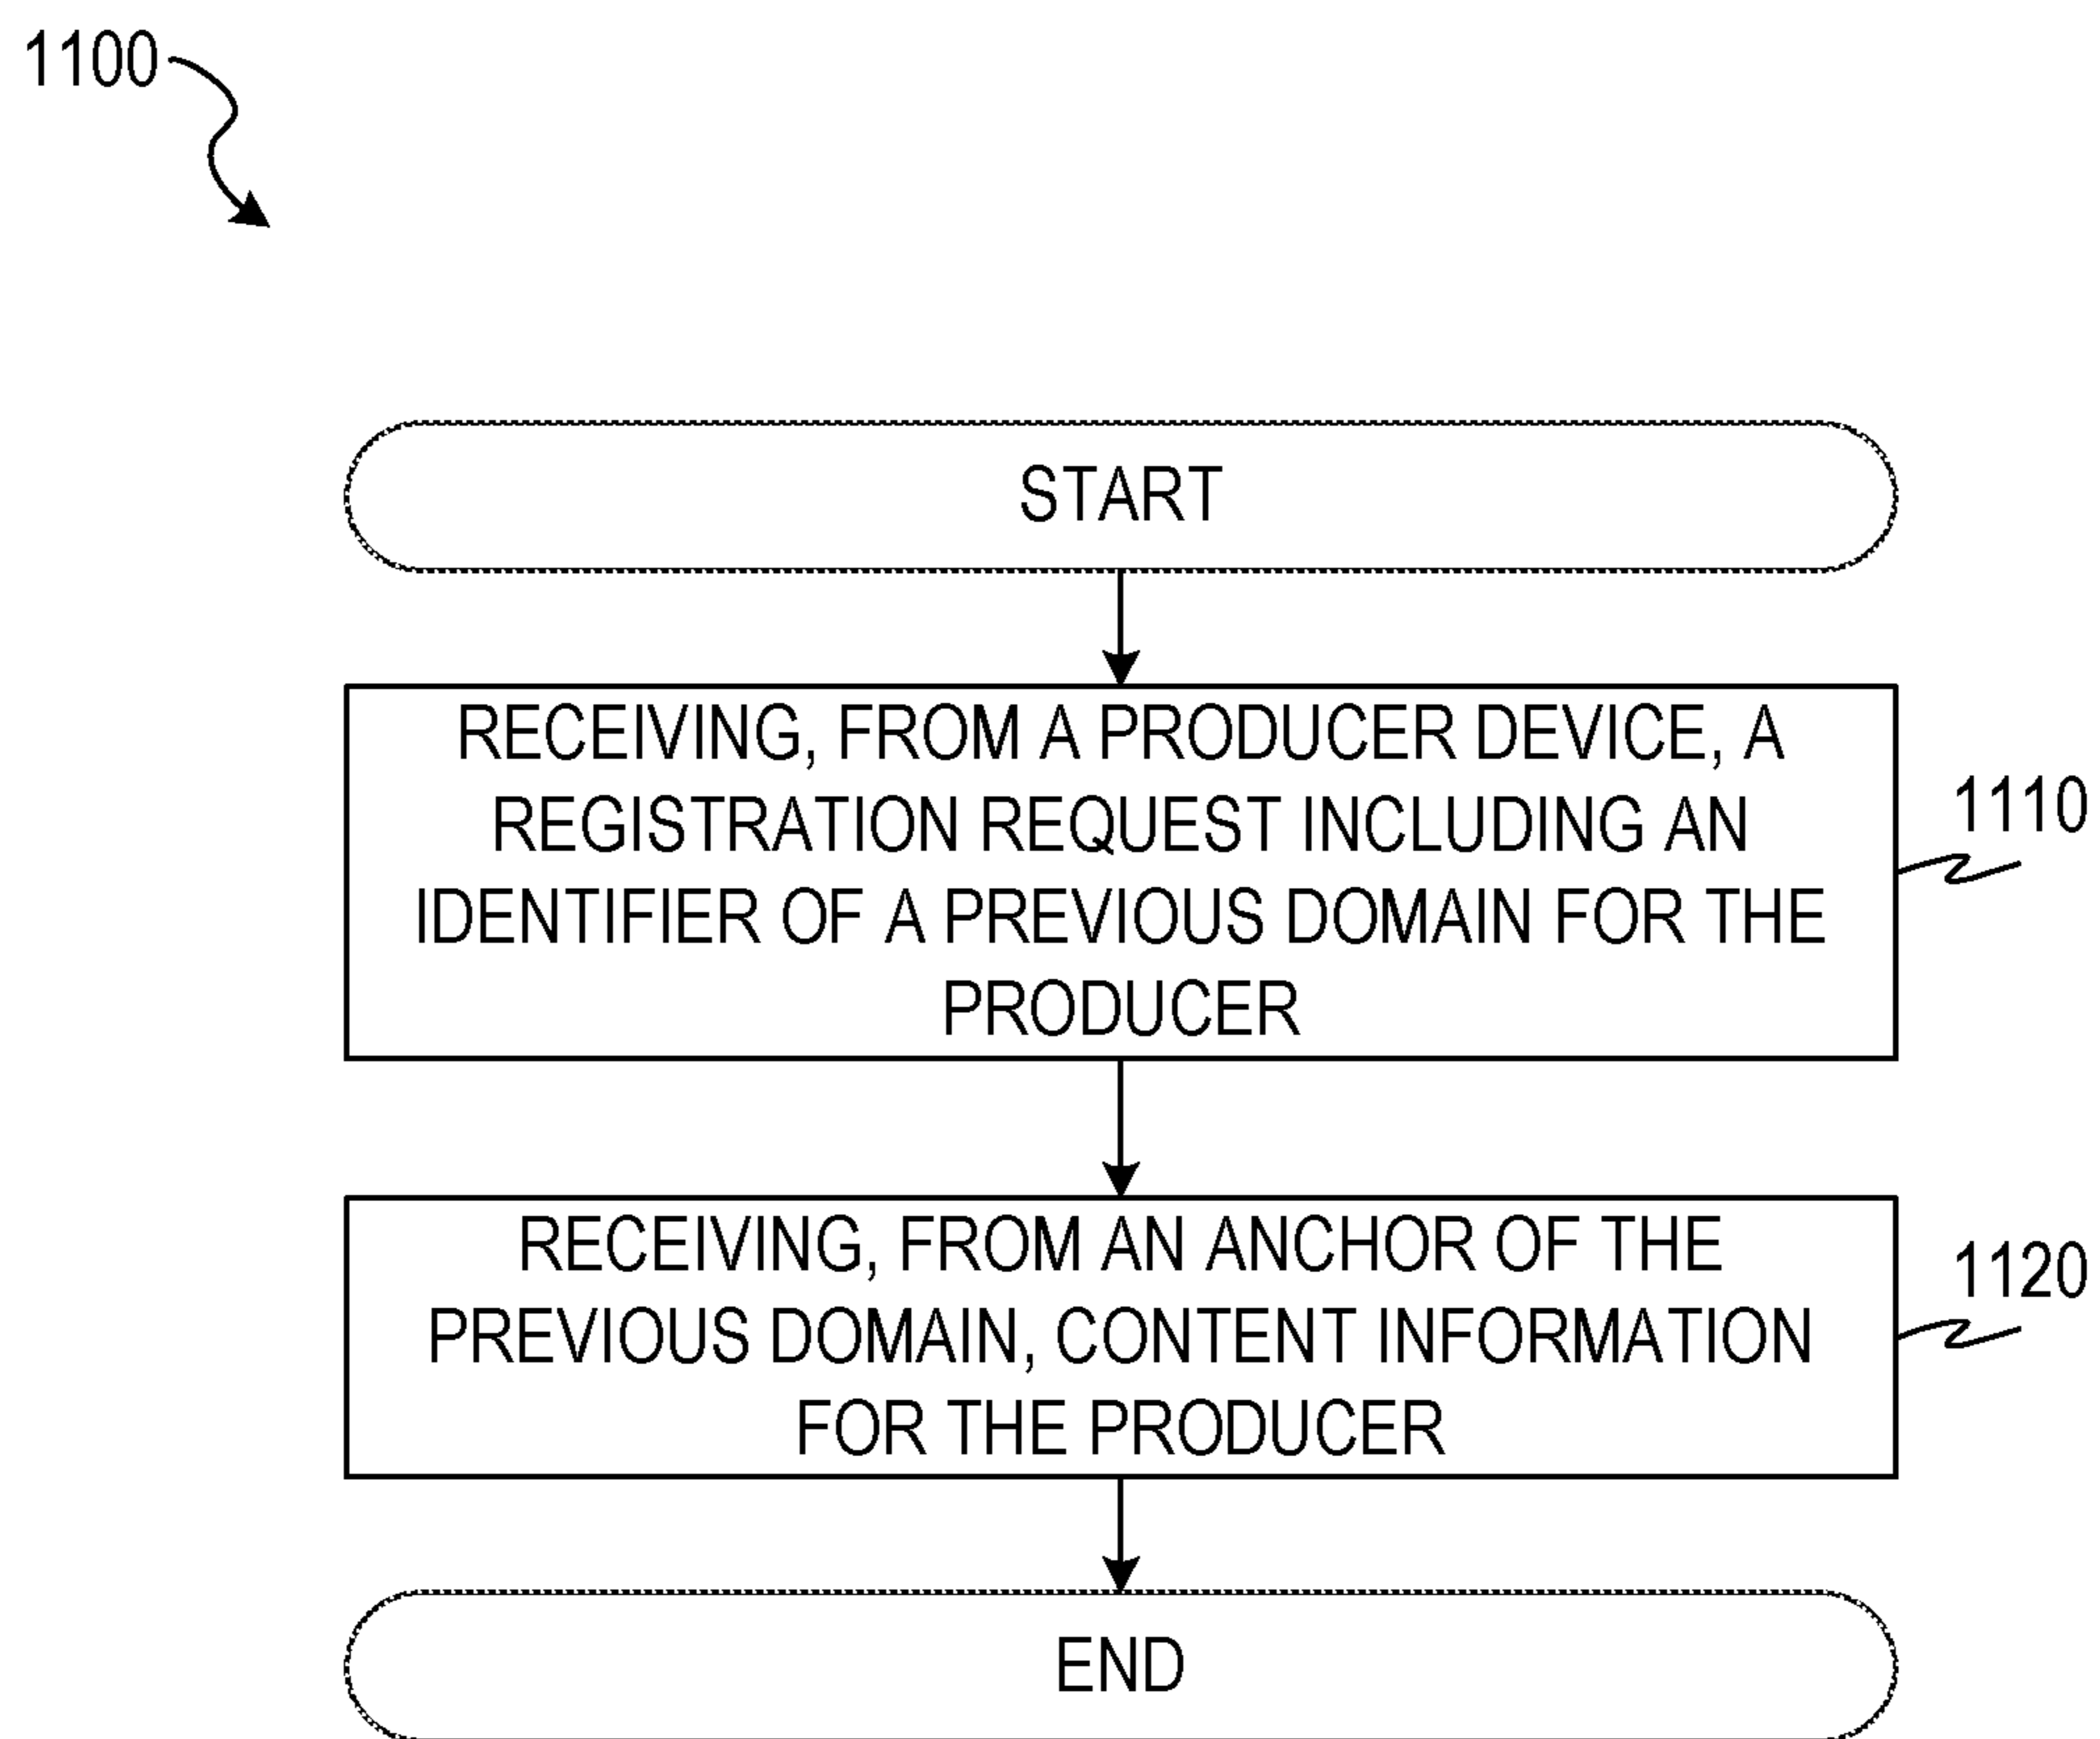 1100
START
RECEIVING, FROM A PRODUCER DEVICE, A
REGISTRATION REQUEST INCLUDING AN
IDENTIFIER OF A PREVIOUS DOMAIN FOR THE
PRODUCER
1110
RECEIVING, FROM AN ANCHOR OF THE
PREVIOUS DOMAIN, CONTENT INFORMATION
FOR THE PRODUCER
1120
END